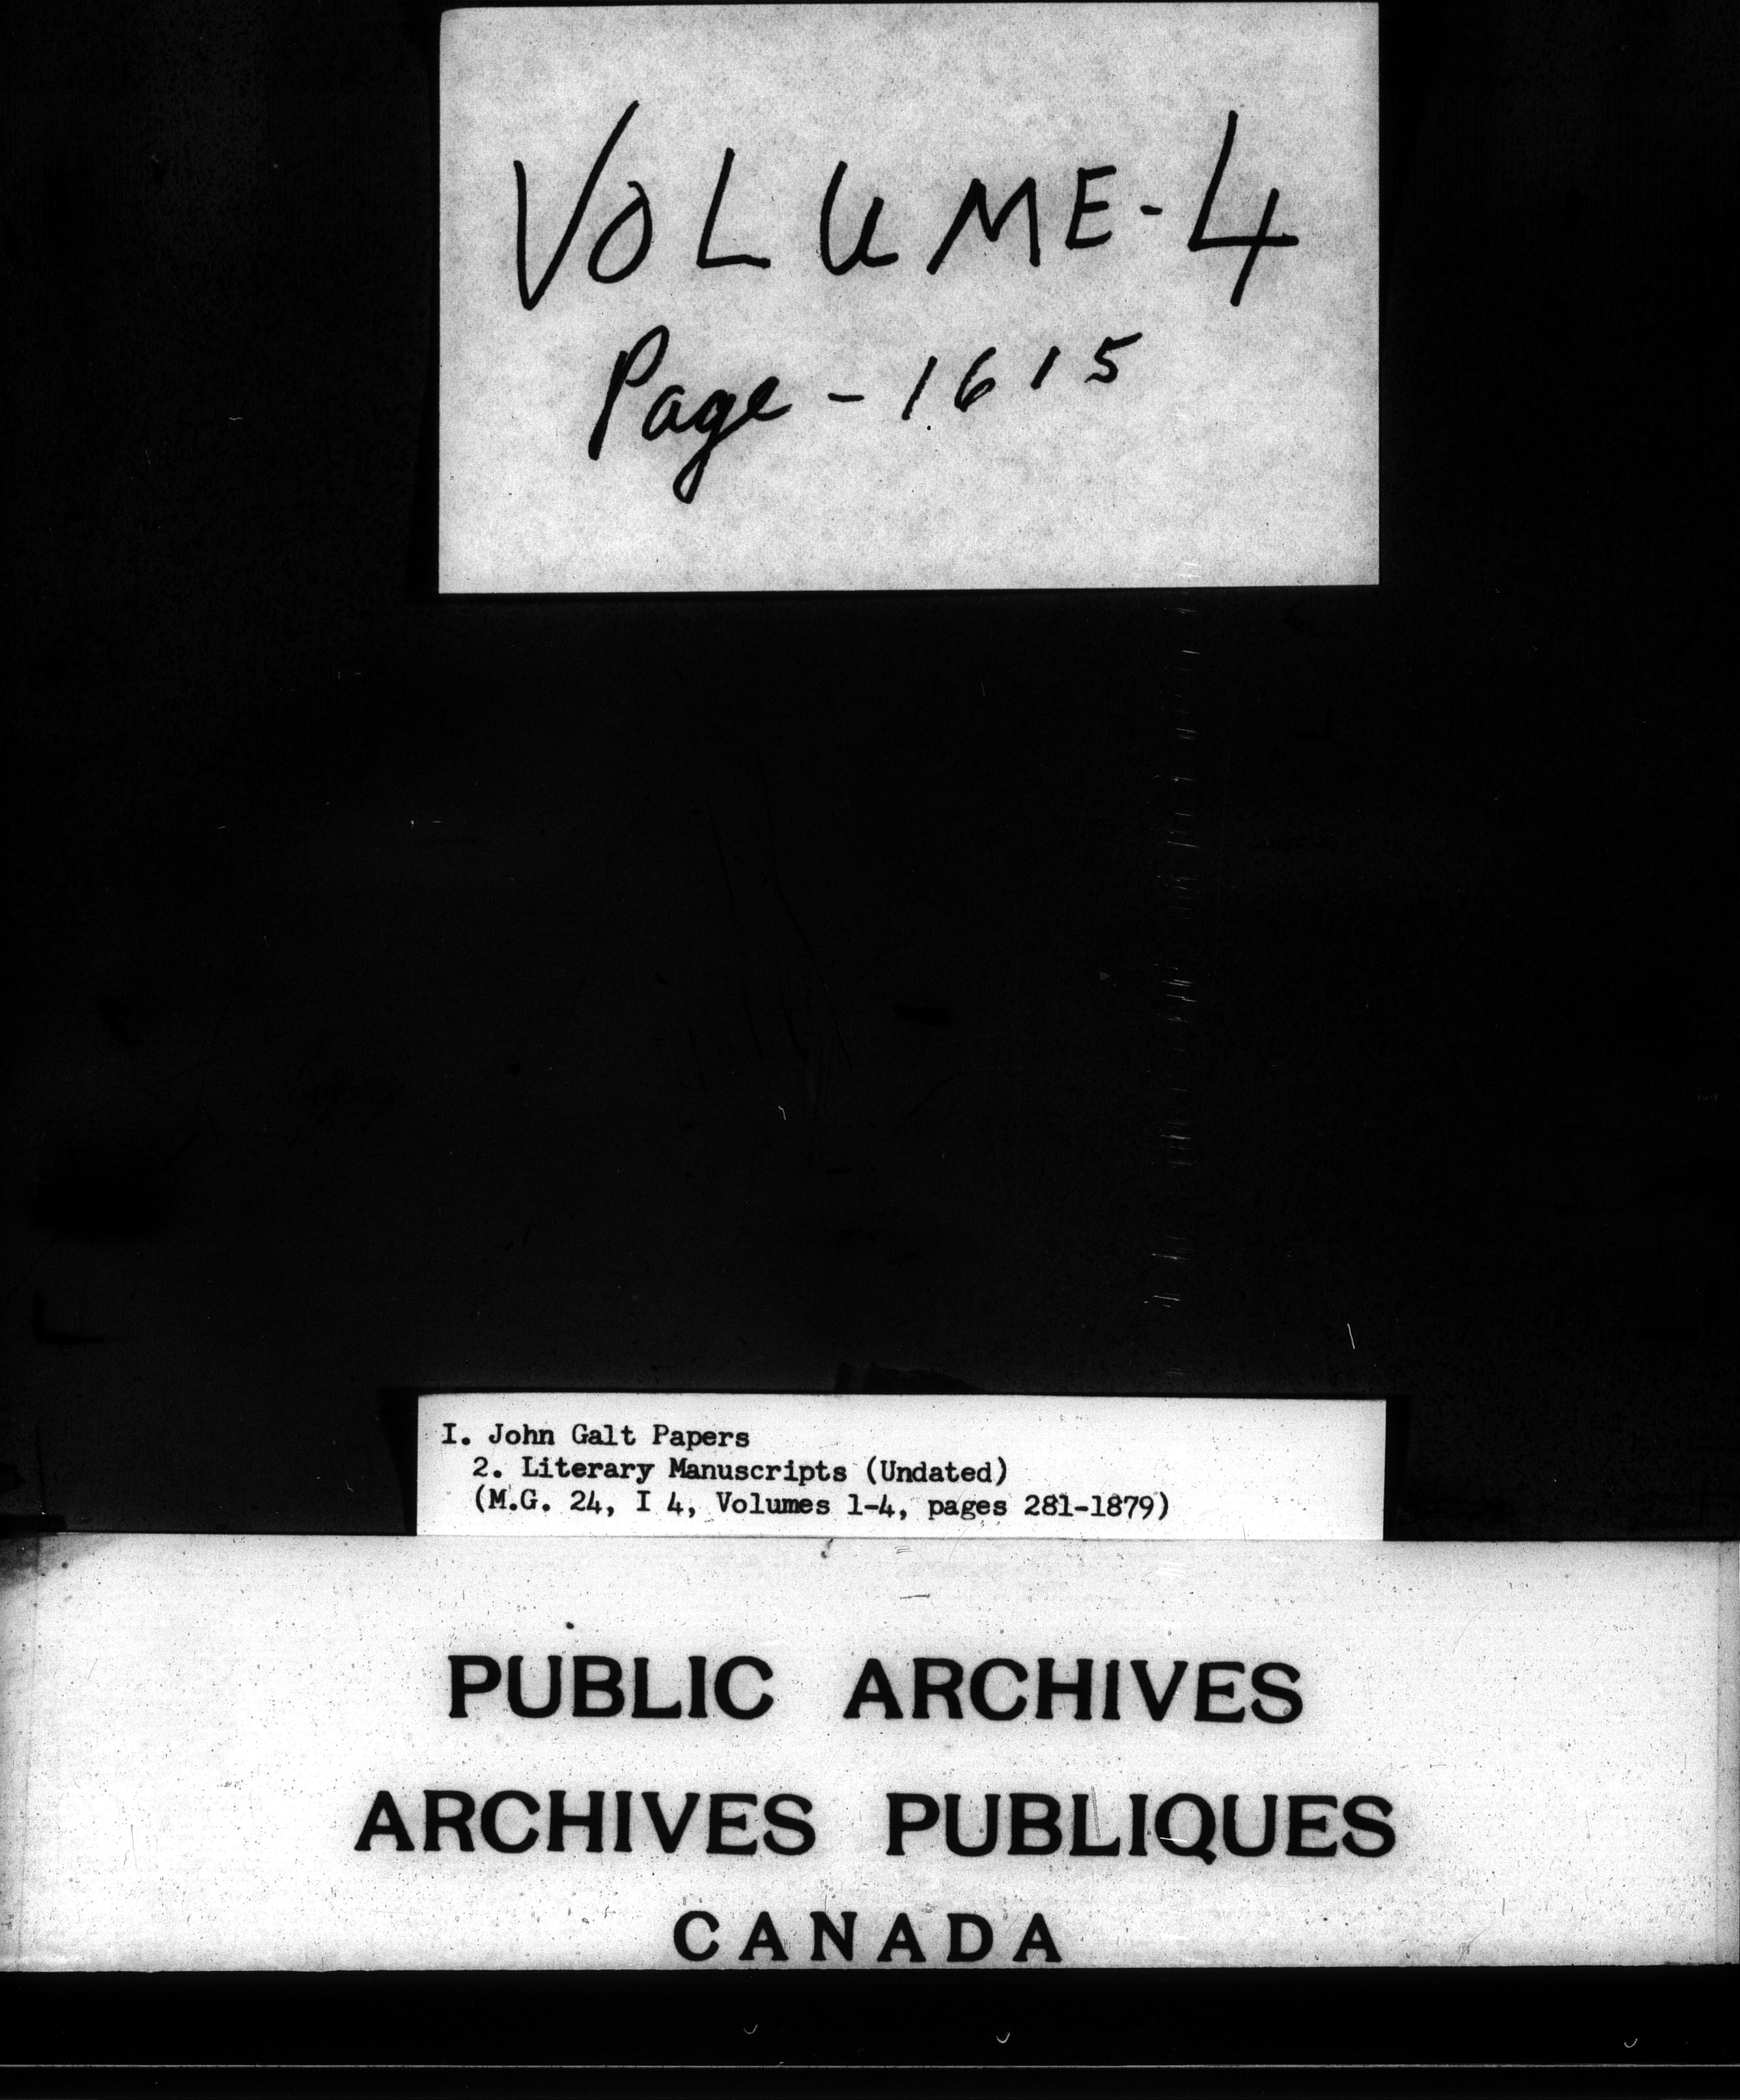 VOLUME-4
Page - 1615
I. John Galt Papers
2. Literary Manuscripts (Undated)
(M.G. 24, I 4, Volumes 1-4, pages 281-1879)
PUBLIC ARCHIVES
ARCHIVES PUBLIQUES
CANADA